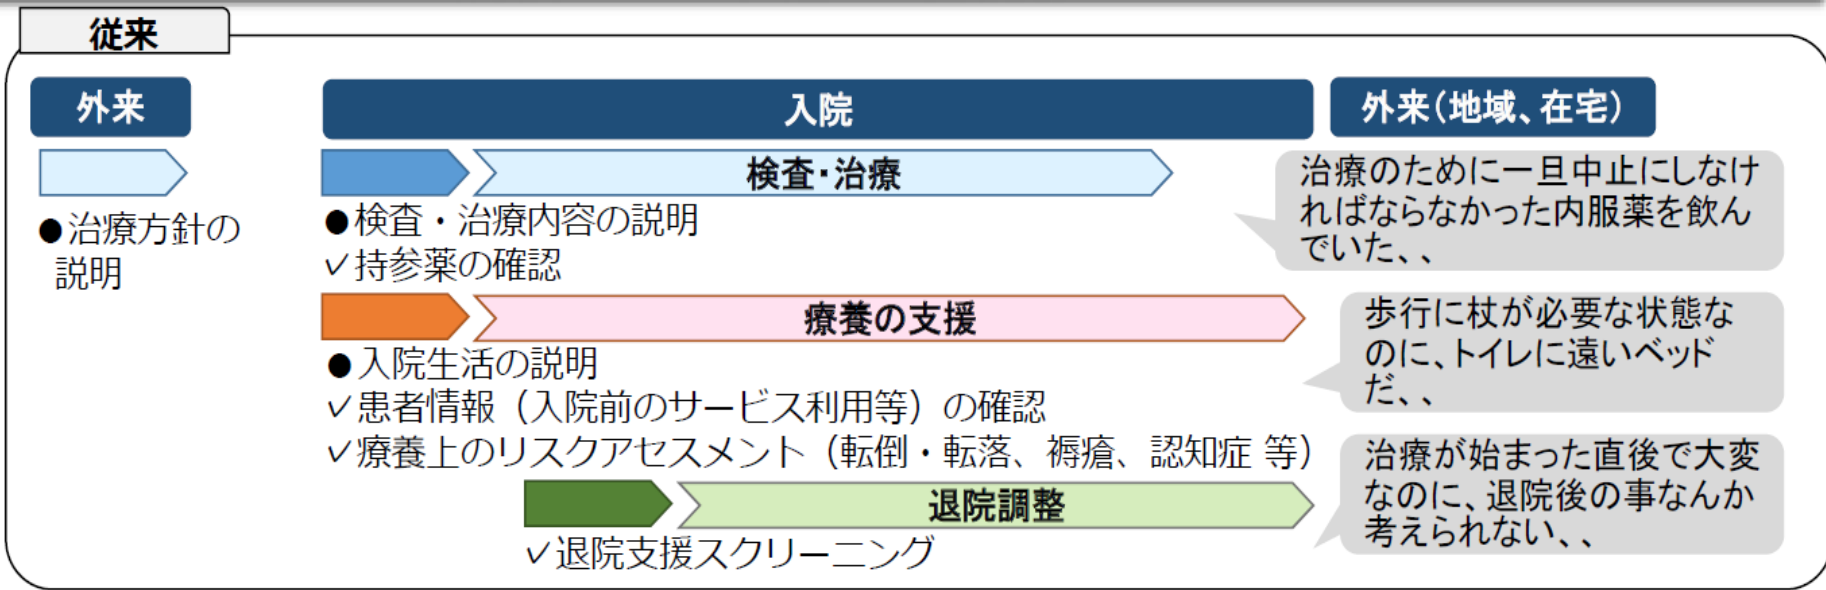 従来
外来
入院
外来(地域、在宅)
●治療方針の
説明
検査・治療
●検査・治療内容の説明
✓持参薬の確認
治療のために一旦中止にしなけ
ればならなかった内服薬を飲ん
でいた、、
療養の支援
●入院生活の説明
✓患者情報（入院前のサービス利用等）の確認
✓療養上のリスクアセスメント（転倒・転落、褥瘡、認知症 等）
歩行に杖が必要な状態な
のに、トイレに遠いベッド
だ、、
退院調整
✓退院支援スクリーニング
治療が始まった直後で大変
なのに、退院後の事なんか
考えられない、、